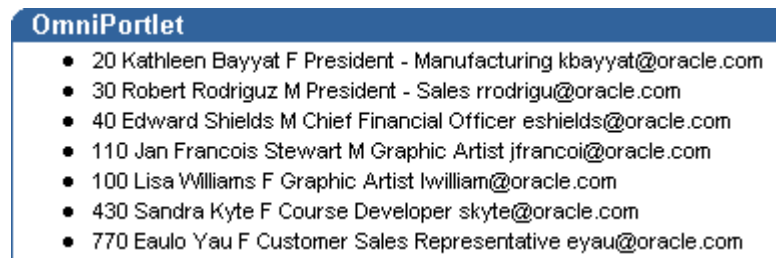 OmniPortlet
20 Kathleen Bayyat F President - Manufacturing kbayyat@oracle.com
30 Robert Rodriguz M President - Sales rrodrigu@oracle.com
40 Edward Shields M Chief Financial Officer eshields@oracle.com
110 Jan Francois Stewart M Graphic Artist jfrancoi@oracle.com
100 Lisa Williams F Graphic Artist lwilliam@oracle.com
430 Sandra Kyte F Course Developer skyte@oracle.com
770 Eaulo Yau F Customer Sales Representative eyau@oracle.com